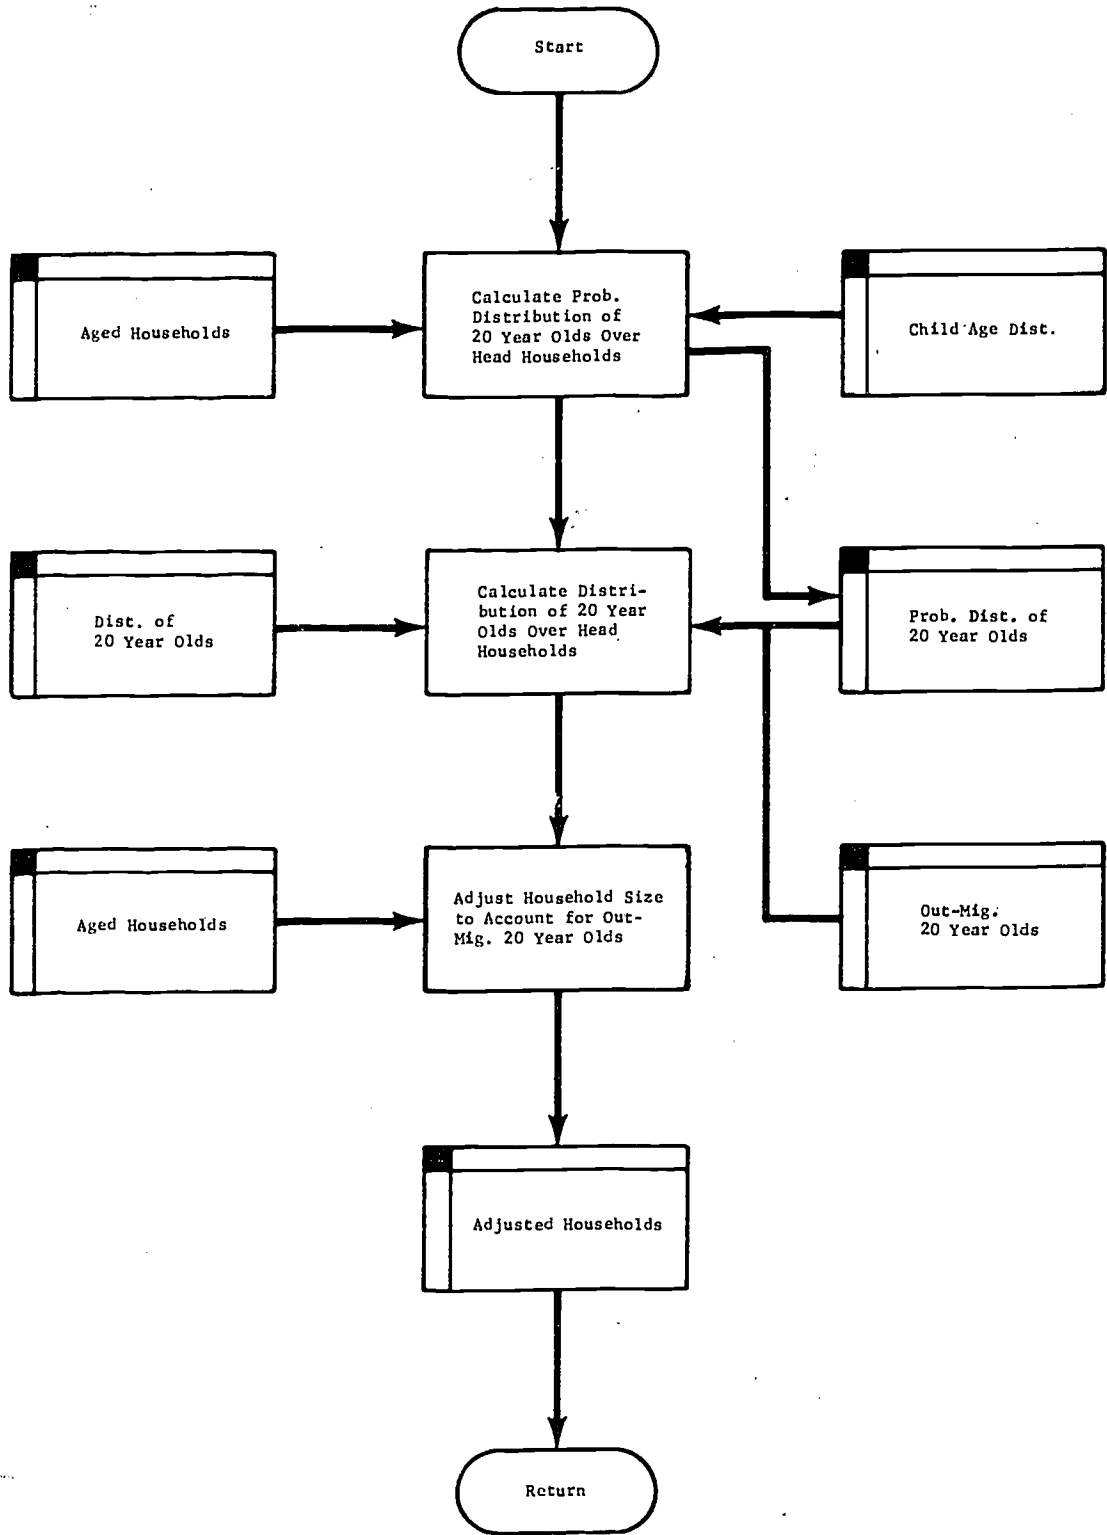 Start
Aged Households
Calculate Prob.
Distribution of
20 Year Olds Over
Head Households
Child Age Dist.
Dist. of
20 Year Olds
Calculate Distri-
bution of 20 Year
Olds Over Head
Households
Prob. Dist. of
20 Year Olds
Aged Households
Adjust Household Size
to Account for Out-
Mig. 20 Year Olds
Out-Mig.
20 Year Olds
Adjusted Households
Return